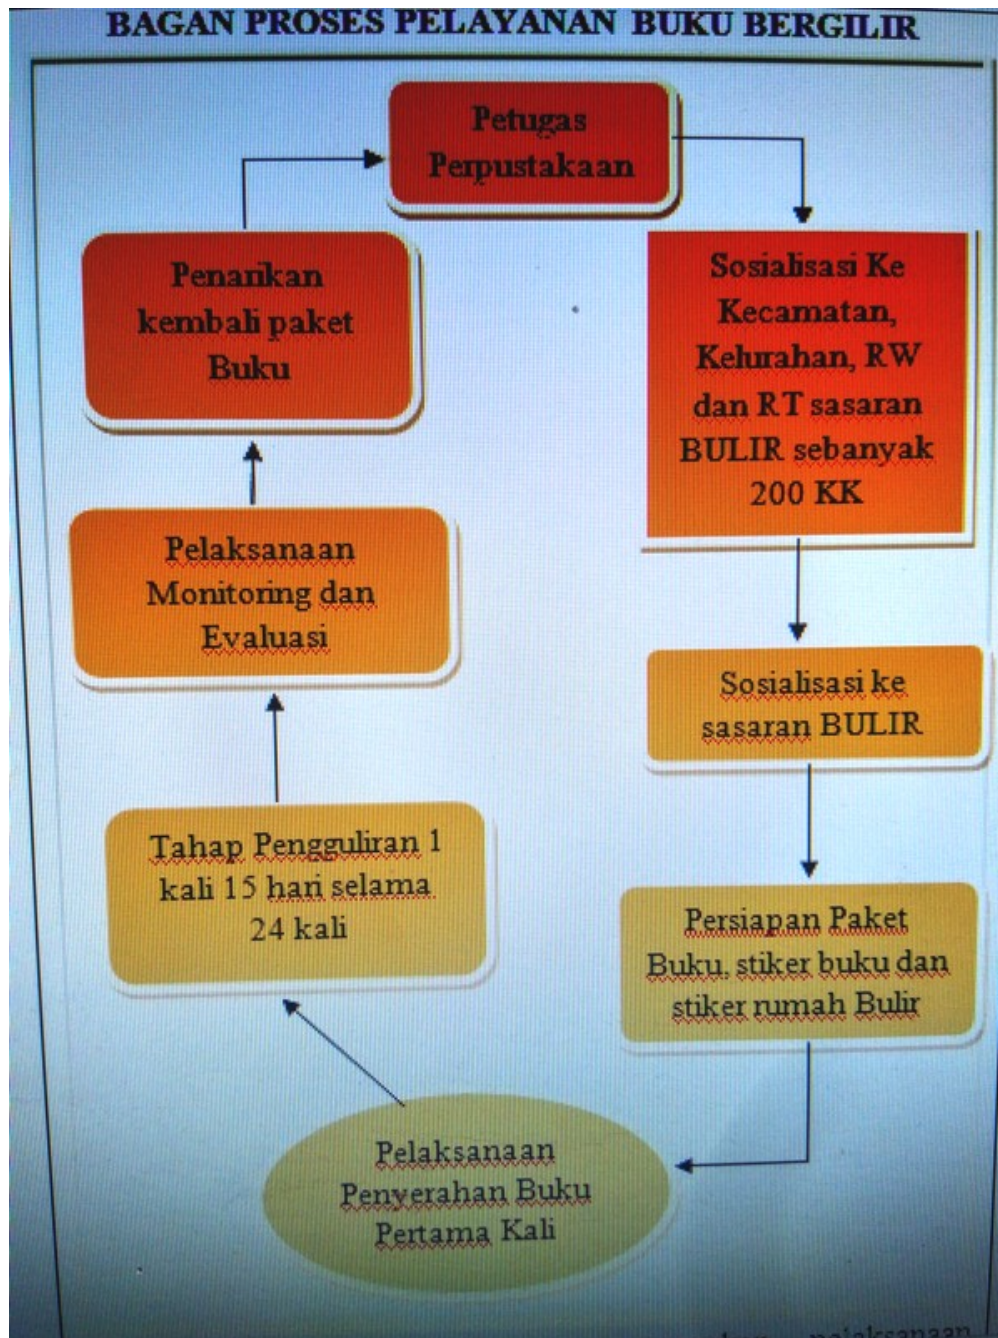 BAGAN PROSES PELAYANAN BUKU BERGILIR
Petugas
Perpustakaan
Sosialisasi Ke
Kecamatan,
Kelurahan, RW
dan RT sasaran
BULIR sebanyak
200 KK
Sosialisasi ke
sasaran BULIR
Persiapan Paket
Buku, stiker buku dan
stiker rumah Bulir
Pelaksanaan
Penyerahan Buku
Pertama Kali
Tahap Pengguliran 1
kali 15 hari selama
24 kali
Pelaksanaan
Monitoring dan
Evaluasi
Penarikan
kembali paket
Buku